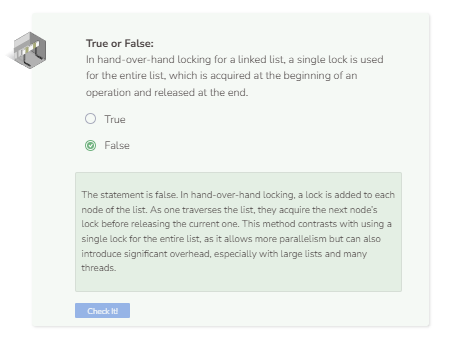 True or False:
In hand-over-hand locking for a linked list, a single lock is used
for the entire list, which is acquired at the beginning of an
operation and released at the end.
True
False
The statement is false. In hand-over-hand locking, a lock is added to each
node of the list. As one traverses the list, they acquire the next node's
lock before releasing the current one. This method contrasts with using a
single lock for the entire list, as it allows more parallelism but can also
introduce significant overhead, especially with large lists and many
threads.
Check It!